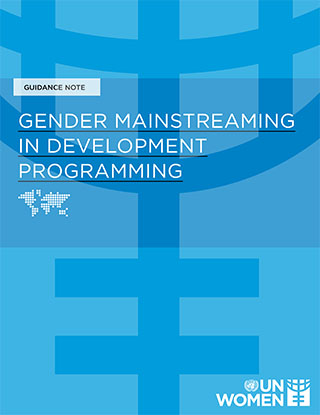 GUIDANCE NOTE
GENDER MAINSTREAMING
IN DEVELOPMENT
PROGRAMMING
UN
WOMEN